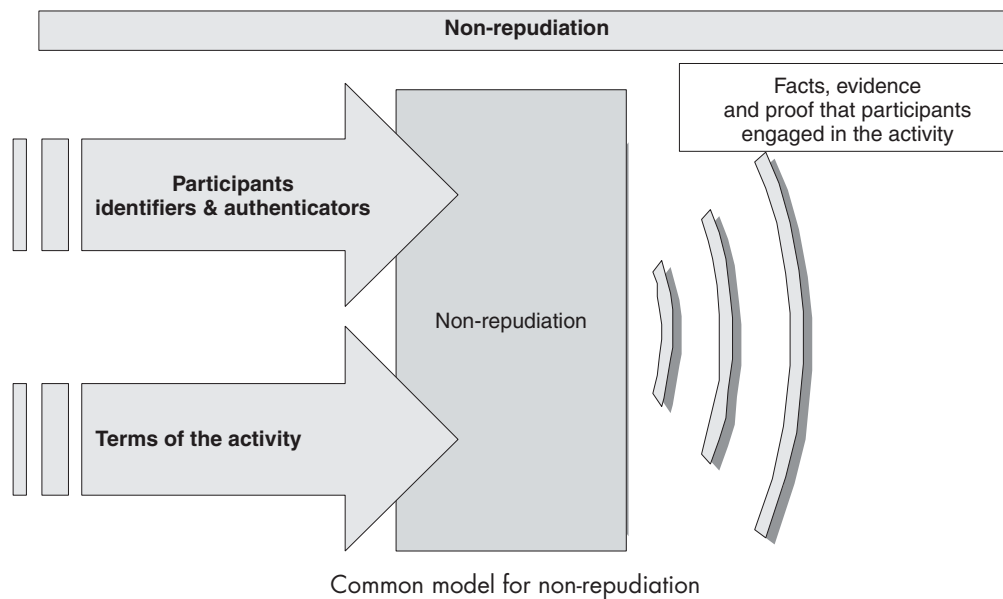 Non-repudiation
Facts, evidence
and proof that participants
engaged in the activity
Participants
identifiers & authenticators
Non-repudiation
Terms of the activity
Common model for non-repudiation